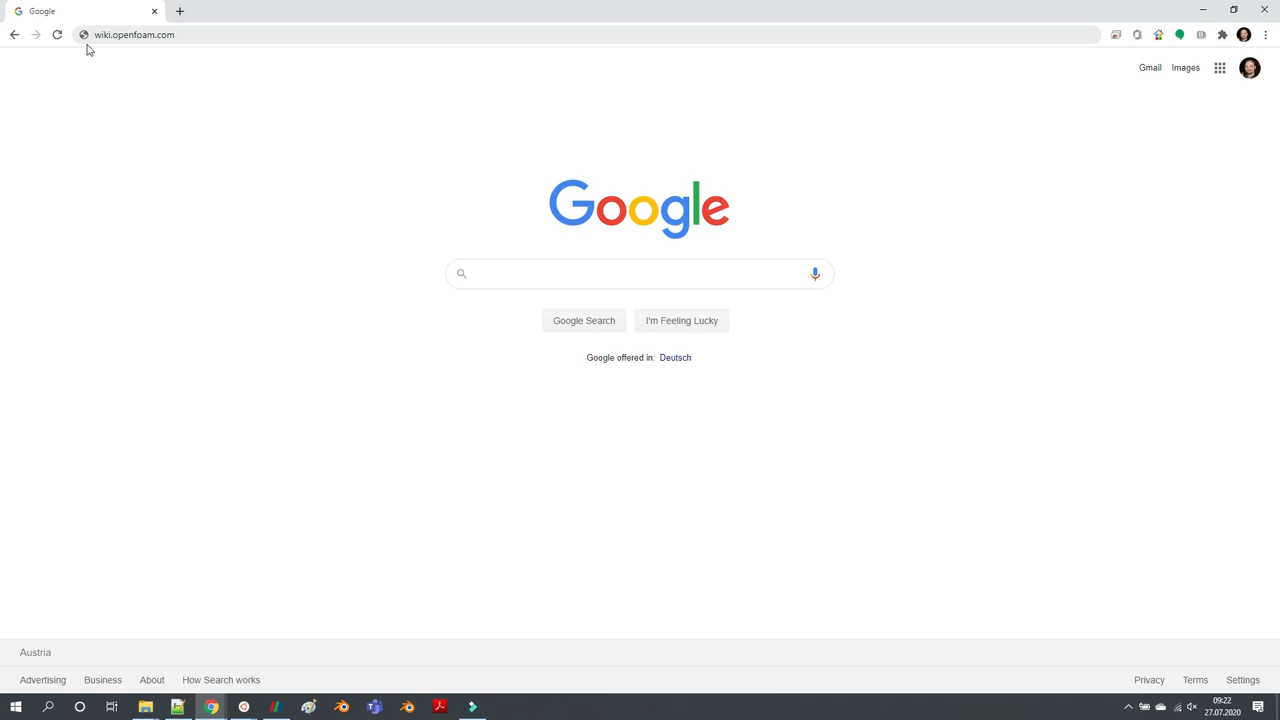 Google
wiki.openfoam.com
Gmail Images
Google
Google Search I'm Feeling Lucky
Google offered in: Deutsch
Austria
Advertising Business About How Search works Privacy Terms Settings
09:22
27.07.2020